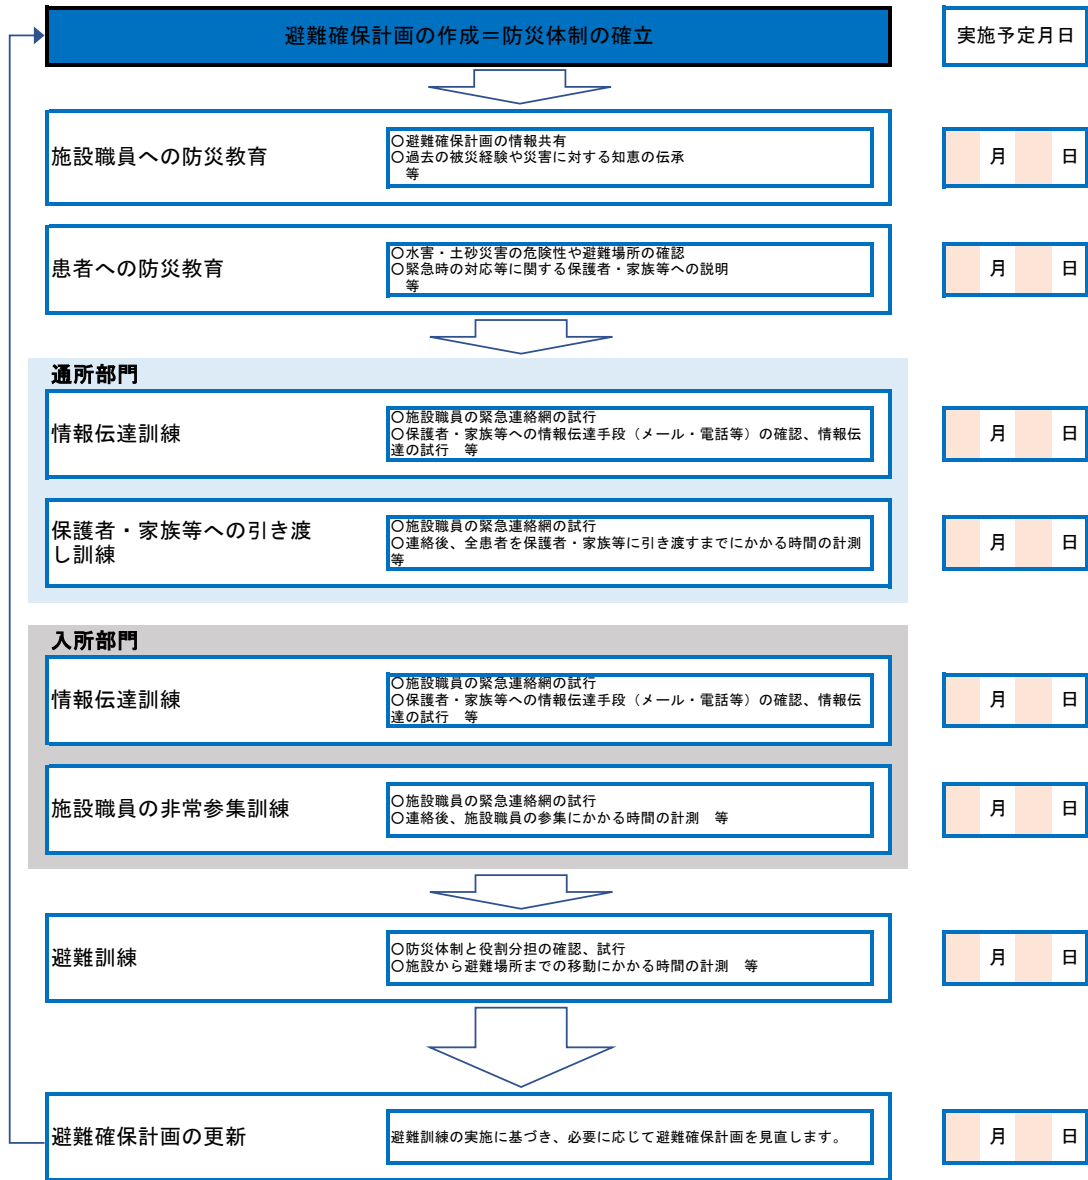 避難確保計画の作成＝防災体制の確立
実施予定月日
施設職員への防災教育
〇避難確保計画の情報共有
〇過去の被災経験や災害に対する知恵の伝承
等
月 日
患者への防災教育
〇水害・土砂災害の危険性や避難場所の確認
〇緊急時の対応等に関する保護者・家族等への説明
等
月 日
通所部門
情報伝達訓練
〇施設職員の緊急連絡網の試行
〇保護者・家族等への情報伝達手段（メール・電話等）の確認、情報伝
達の試行　等
月 日
保護者・家族等への引き渡
し訓練
〇施設職員の緊急連絡網の試行
〇連絡後、全患者を保護者・家族等に引き渡すまでにかかる時間の計測
等
月 日
入所部門
情報伝達訓練
〇施設職員の緊急連絡網の試行
〇保護者・家族等への情報伝達手段（メール・電話等）の確認、情報伝
達の試行　等
月 日
施設職員の非常参集訓練
〇施設職員の緊急連絡網の試行
〇連絡後、施設職員の参集にかかる時間の計測　等
月 日
避難訓練
〇防災体制と役割分担の確認、試行
〇施設から避難場所までの移動にかかる時間の計測　等
月 日
避難確保計画の更新
避難訓練の実施に基づき、必要に応じて避難確保計画を見直します。
月 日